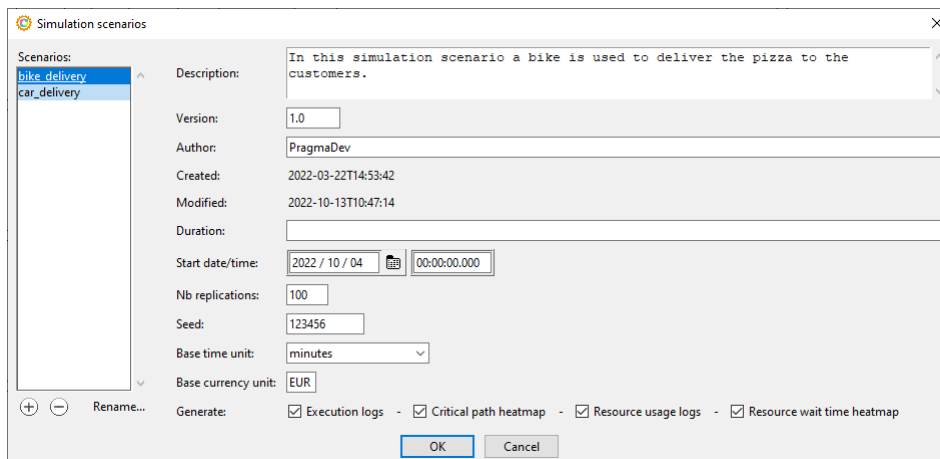 Simulation scenarios
Scenarios:
bike_delivery
car_delivery
Rename...
Description:
In this simulation scenario a bike is used to deliver the pizza to the
customers.
Version: 1.0
Author: PragmaDev
Created: 2022-03-22T14:53:42
Modified: 2022-10-13T10:47:14
Duration:
Start date/time: 2022 / 10 / 04 00:00:00.000
Nb replications: 100
Seed: 123456
Base time unit: minutes
Base currency unit: EUR
Generate: Execution logs - Critical path heatmap - Resource usage logs - Resource wait time heatmap
OK Cancel